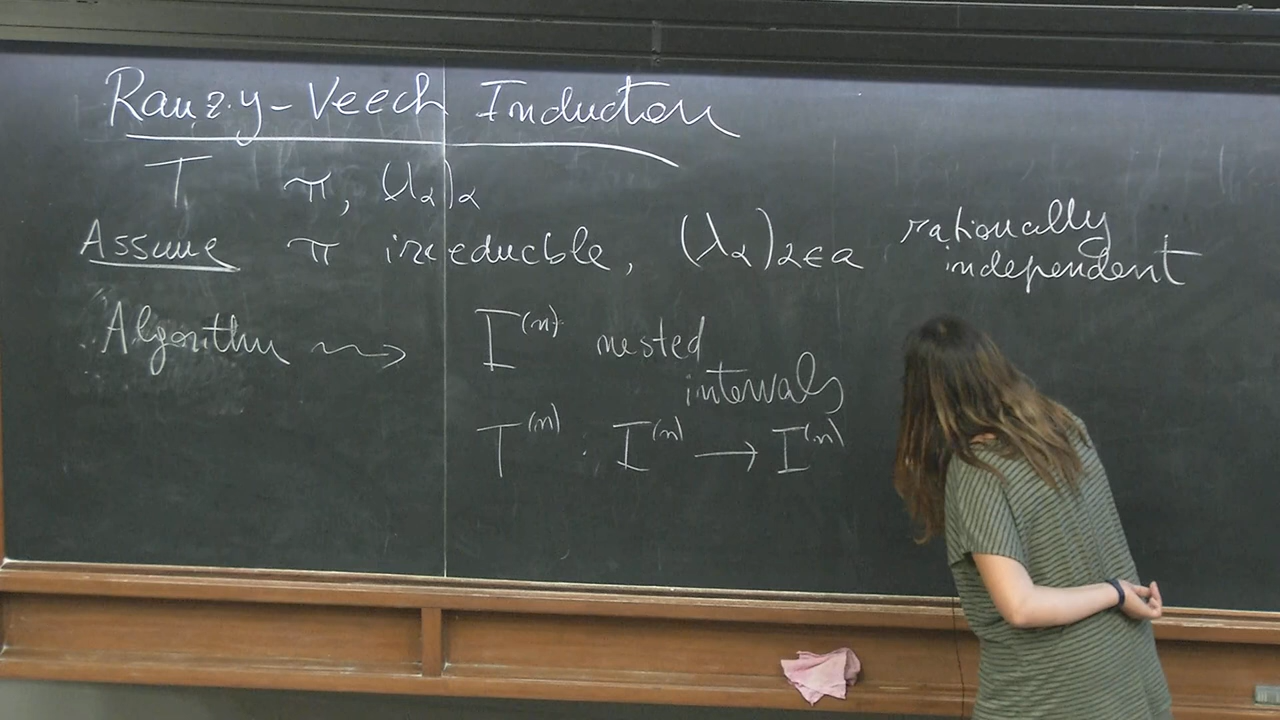 Rauzy-Veech Induction
T π, (λα)α
Assume π irreducible, (λα)α∈a rationally independent
Algorithm ⇝ I⁽ⁿ⁾ nested intervals
T⁽ⁿ⁾ : I⁽ⁿ⁾ → I⁽ⁿ⁾